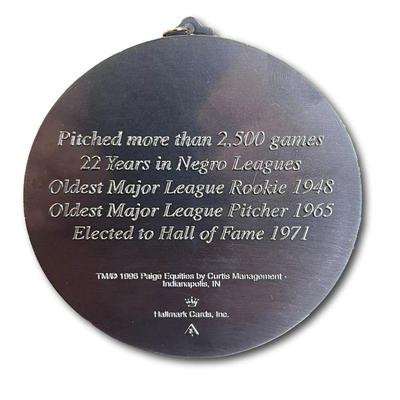 Pitched more than 2,500 games
22 Years in Negro Leagues
Oldest Major League Rookie 1948
Oldest Major League Pitcher 1965
Elected to Hall of Fame 1971
TM/© 1996 Paige Equities by Curtis Management -
Indianapolis, IN
Hallmark Cards, Inc.